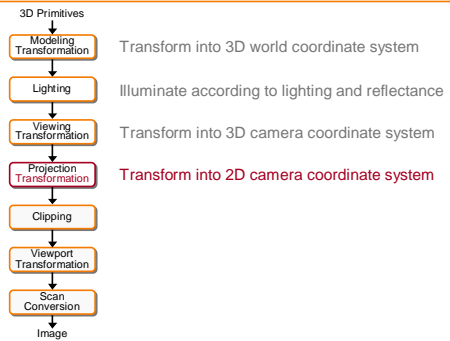 3D Primitives
Modeling
Transformation
Transform into 3D world coordinate system
Lighting
Illuminate according to lighting and reflectance
Viewing
Transformation
Transform into 3D camera coordinate system
Projection
Transformation
Transform into 2D camera coordinate system
Clipping
Viewport
Transformation
Scan
Conversion
Image